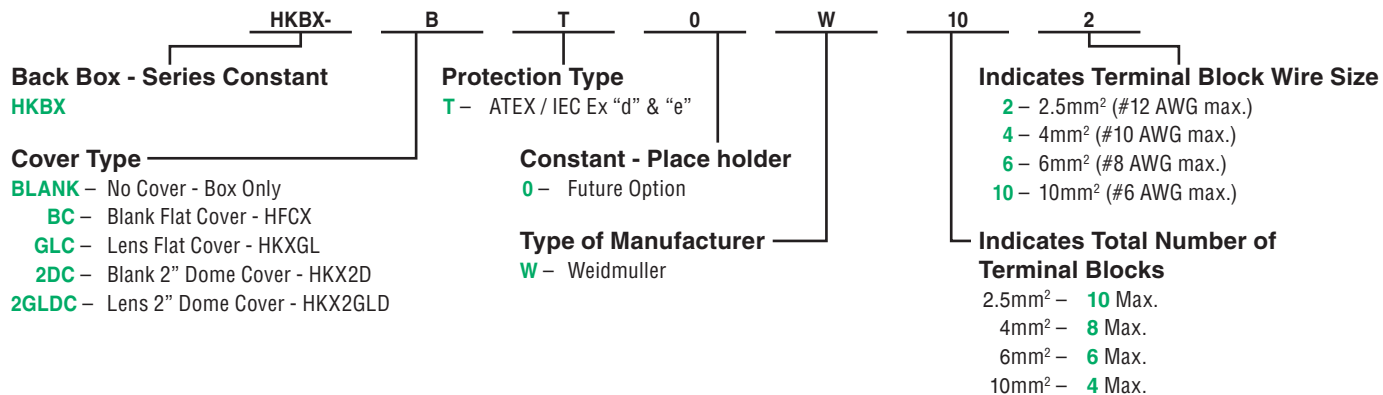 HKBX- B T 0 W 10 2
Back Box - Series Constant
HKBX
Cover Type
BLANK – No Cover - Box Only
BC – Blank Flat Cover - HFCX
GLC – Lens Flat Cover - HKXGL
2DC – Blank 2” Dome Cover - HKX2D
2GLDC – Lens 2” Dome Cover - HKX2GLD
Protection Type
T – ATEX / IEC Ex “d” & “e”
Constant - Place holder
0 – Future Option
Type of Manufacturer
W – Weidmuller
Indicates Terminal Block Wire Size
2 – 2.5mm² (#12 AWG max.)
4 – 4mm² (#10 AWG max.)
6 – 6mm² (#8 AWG max.)
10 – 10mm² (#6 AWG max.)
Indicates Total Number of
Terminal Blocks
2.5mm² – 10 Max.
4mm² – 8 Max.
6mm² – 6 Max.
10mm² – 4 Max.